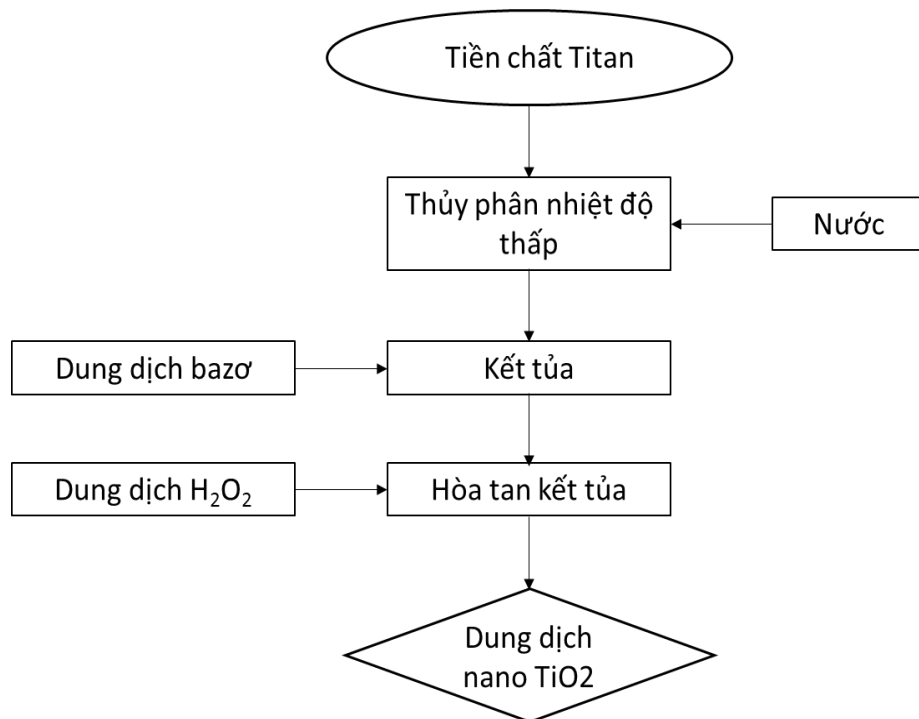 Tiền chất Titan
Thủy phân nhiệt độ
thấp
Nước
Dung dịch bazơ
Kết tủa
Dung dịch H₂O₂
Hòa tan kết tủa
Dung dịch
nano TiO2